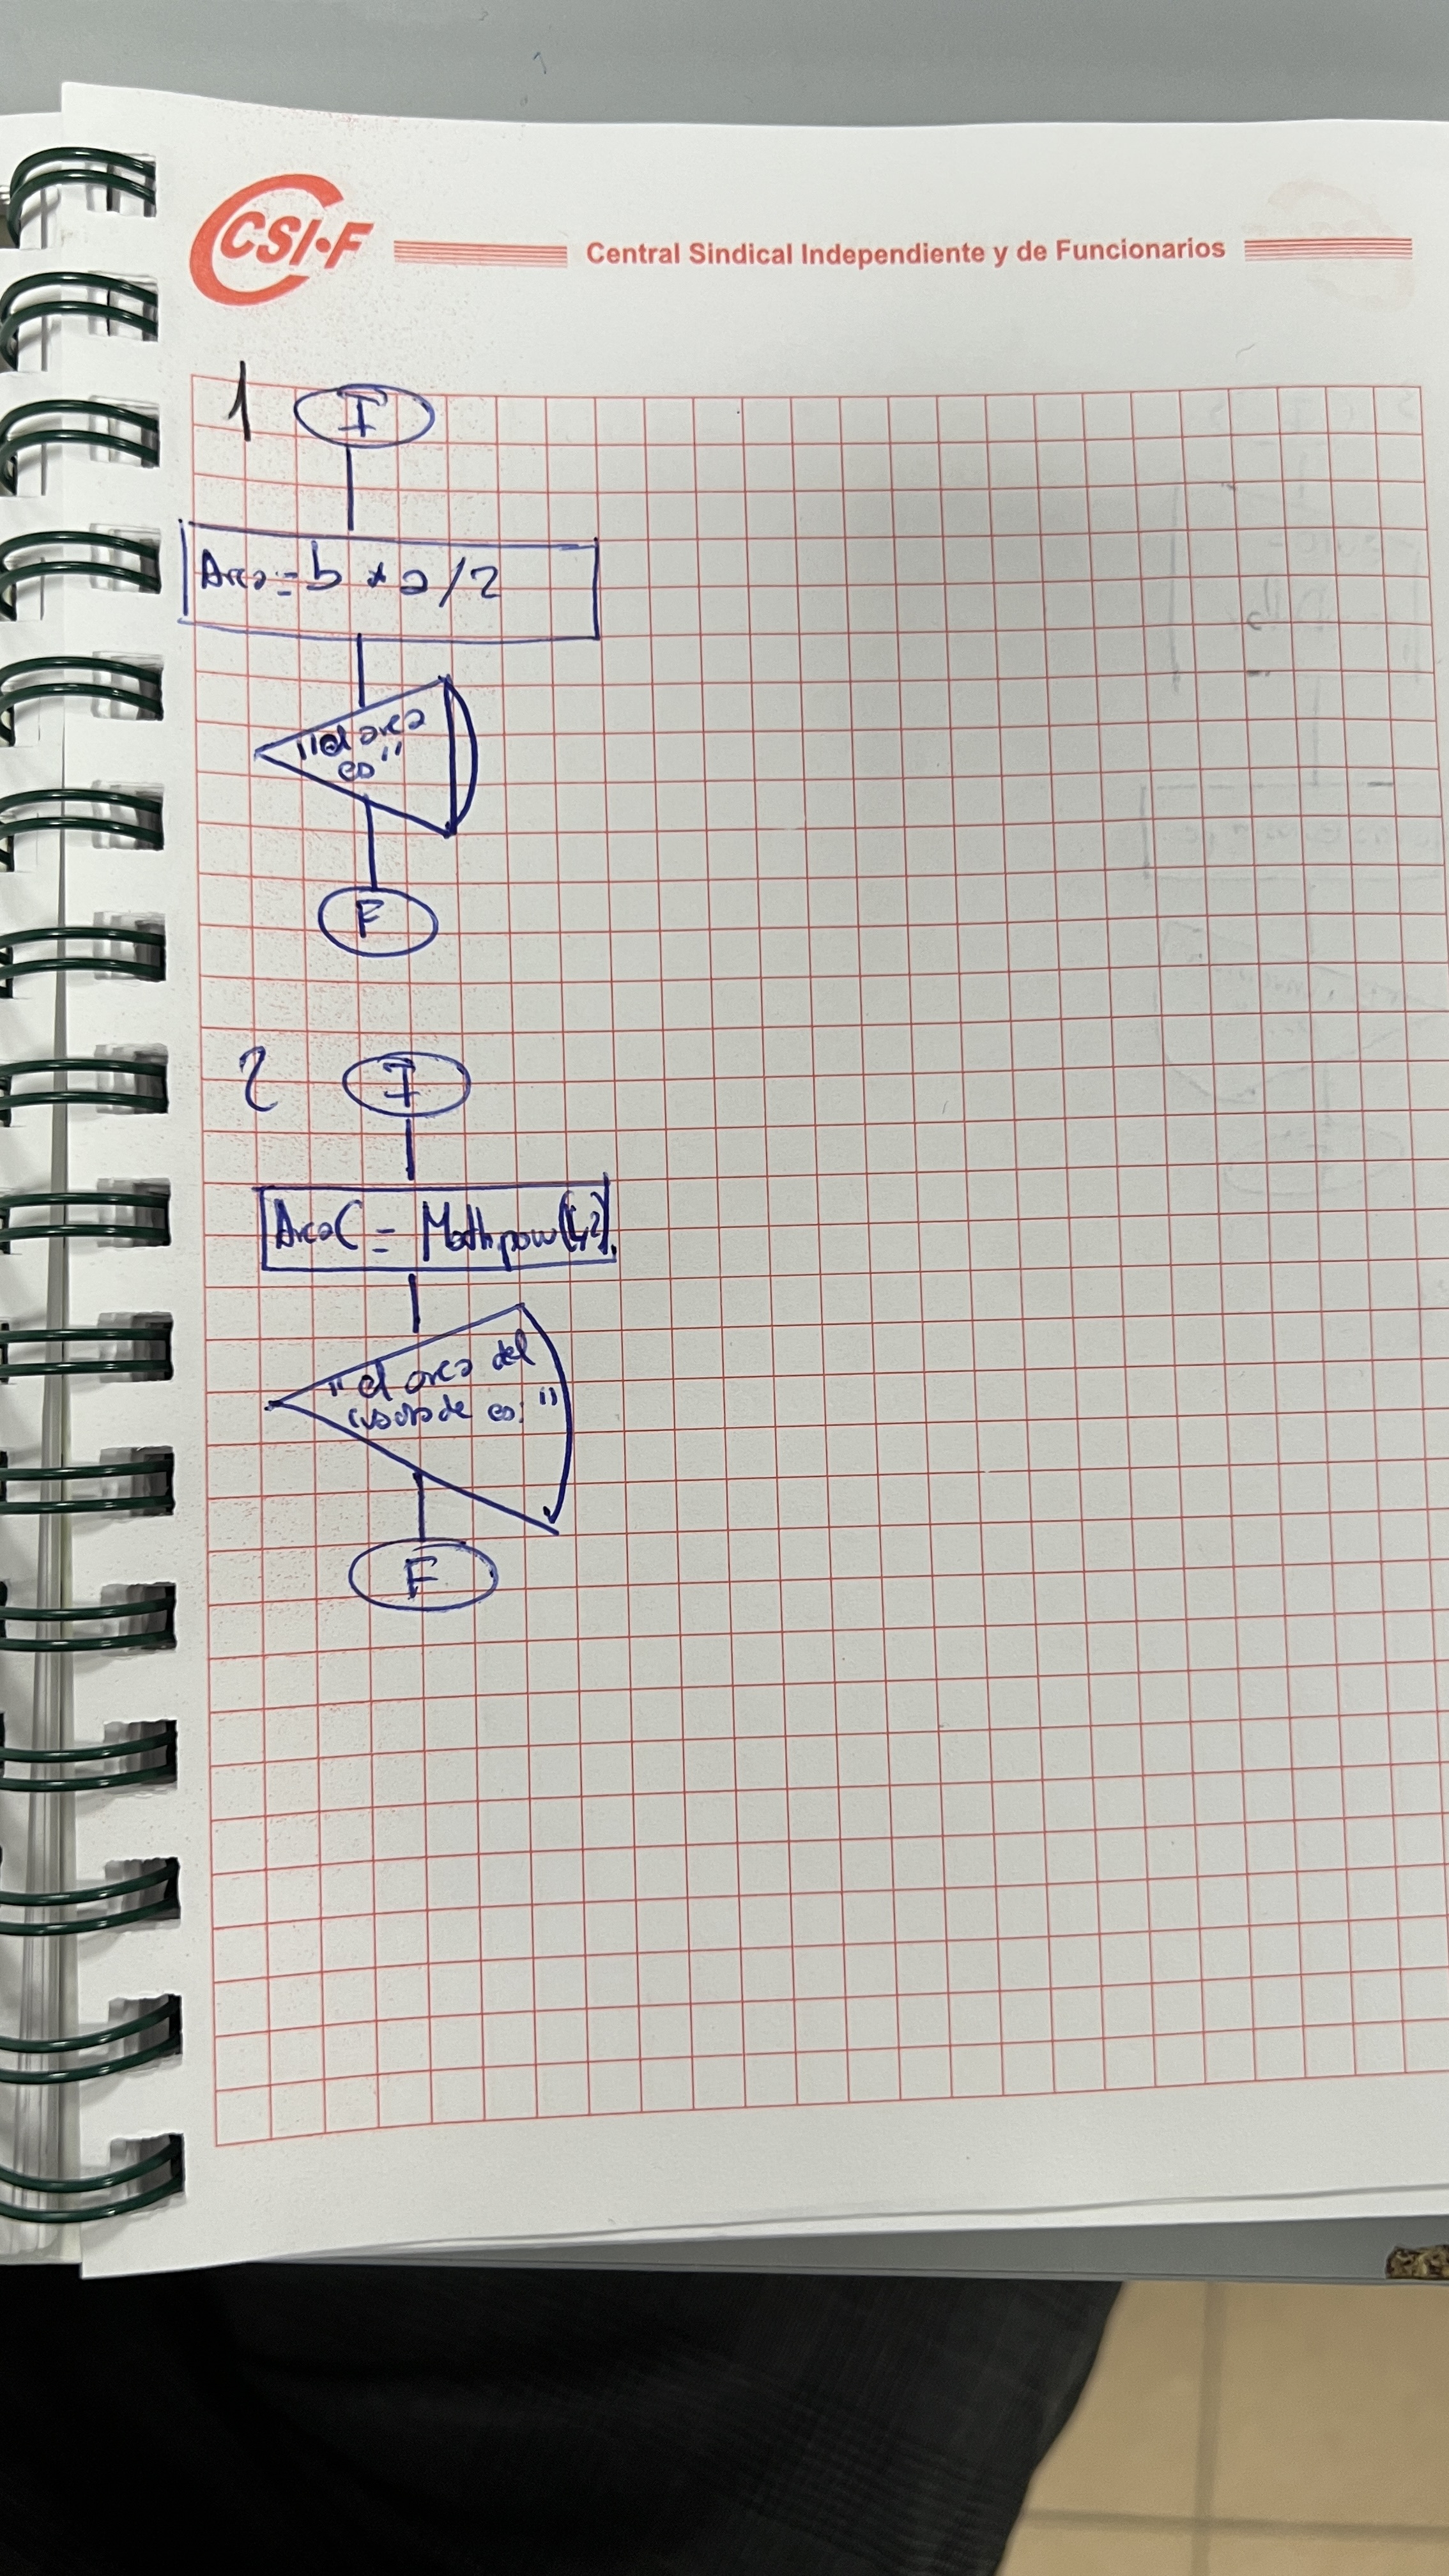 CSI·F
Central Sindical Independiente y de Funcionarios
1
I
Area = b * a / 2
"el area
es"
F
2
I
AreaC = Math.pow(L,2).
"el area del
es: "
F